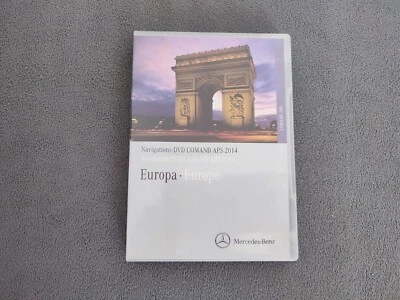 Navigations DVD COMAND APS 2014
Europa · Europe
Mercedes-Benz